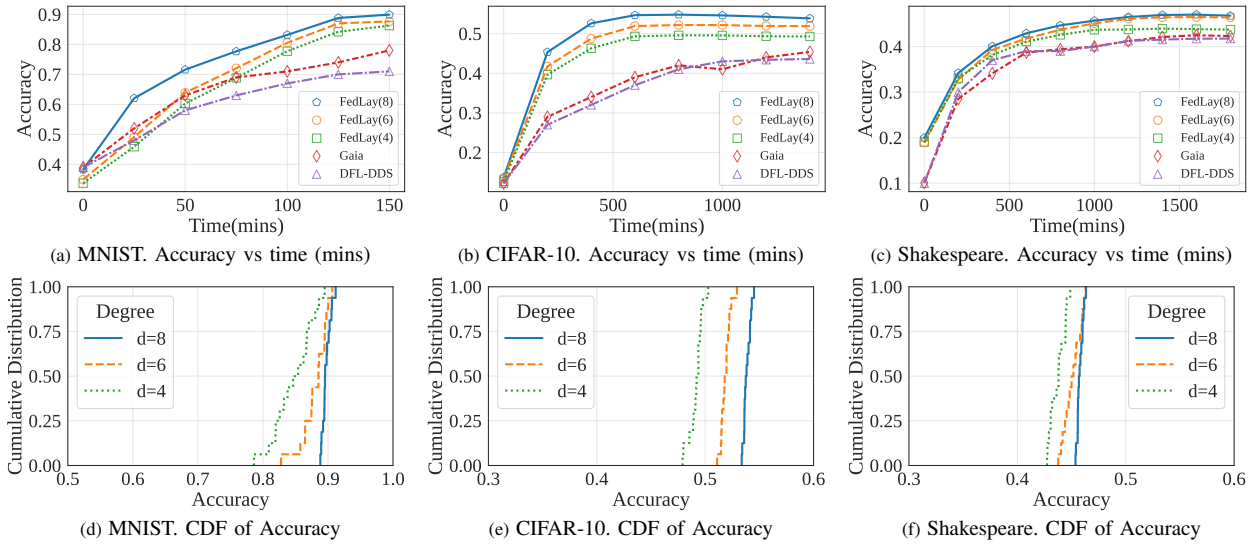 Accuracy
0.9
0.8
0.7
0.6
0.5
0.4
0 50 100 150
Time(mins)
FedLay(8)
FedLay(6)
FedLay(4)
Gaia
DFL-DDS
(a) MNIST. Accuracy vs time (mins)
Accuracy
0.5
0.4
0.3
0.2
0 500 1000
Time(mins)
FedLay(8)
FedLay(6)
FedLay(4)
Gaia
DFL-DDS
(b) CIFAR-10. Accuracy vs time (mins)
Accuracy
0.4
0.3
0.2
0.1
0 500 1000 1500
Time(mins)
FedLay(8)
FedLay(6)
FedLay(4)
Gaia
DFL-DDS
(c) Shakespeare. Accuracy vs time (mins)
Cumulative Distribution
1.00
0.75
0.50
0.25
0.00
0.5 0.6 0.7 0.8 0.9 1.0
Accuracy
Degree
d=8
d=6
d=4
(d) MNIST. CDF of Accuracy
Cumulative Distribution
1.00
0.75
0.50
0.25
0.00
0.3 0.4 0.5 0.6
Accuracy
Degree
d=8
d=6
d=4
(e) CIFAR-10. CDF of Accuracy
Cumulative Distribution
1.00
0.75
0.50
0.25
0.00
0.3 0.4 0.5 0.6
Accuracy
Degree
d=8
d=6
d=4
(f) Shakespeare. CDF of Accuracy